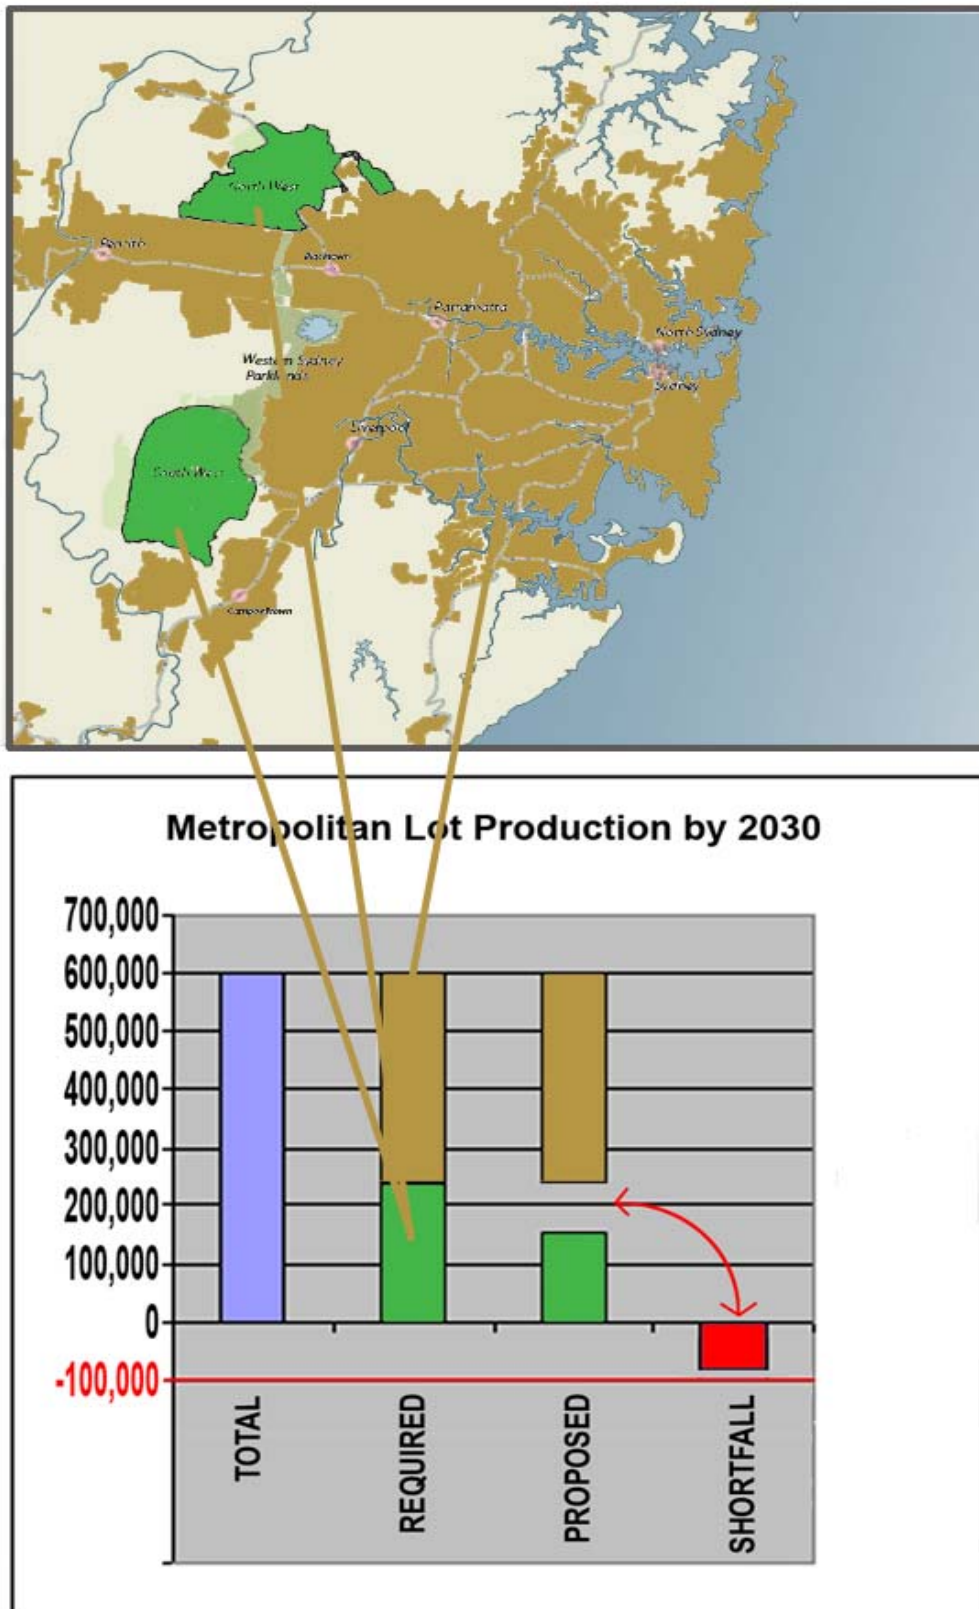 North West
Penrith
Blacktown
Parramatta
North Sydney
Western Sydney
Parklands
Sydney
Liverpool
South West
Campbelltown
Metropolitan Lot Production by 2030
700,000
600,000
500,000
400,000
300,000
200,000
100,000
0
-100,000
TOTAL
REQUIRED
PROPOSED
SHORTFALL